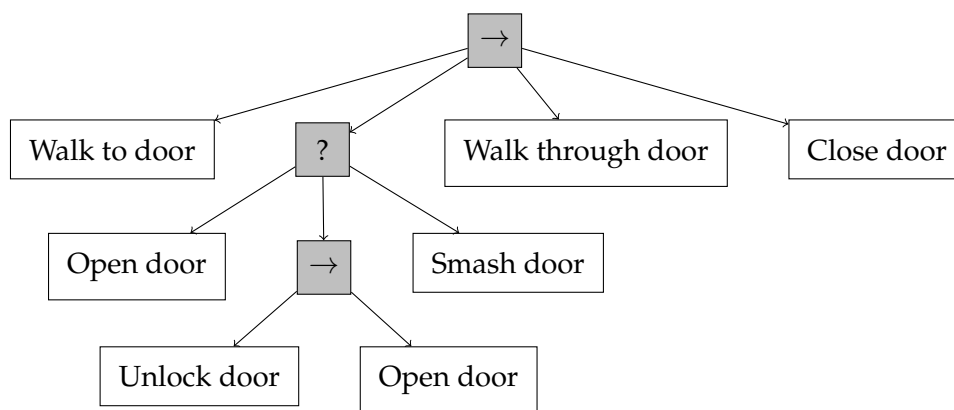 →
Walk to door
?
Walk through door
Close door
Open door
→
Smash door
Unlock door
Open door